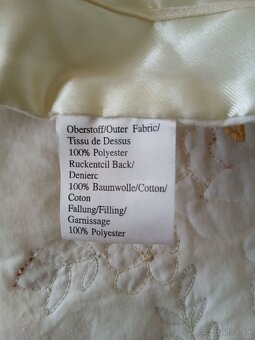 Oberstoff/Outer Fabric/
Tissu de Dessus
100% Polyester
Ruckenteil Back/
Denierc
100% Baumwolle/Cotton/
Coton
Fallung/Filling/
Garnissage
100% Polyester